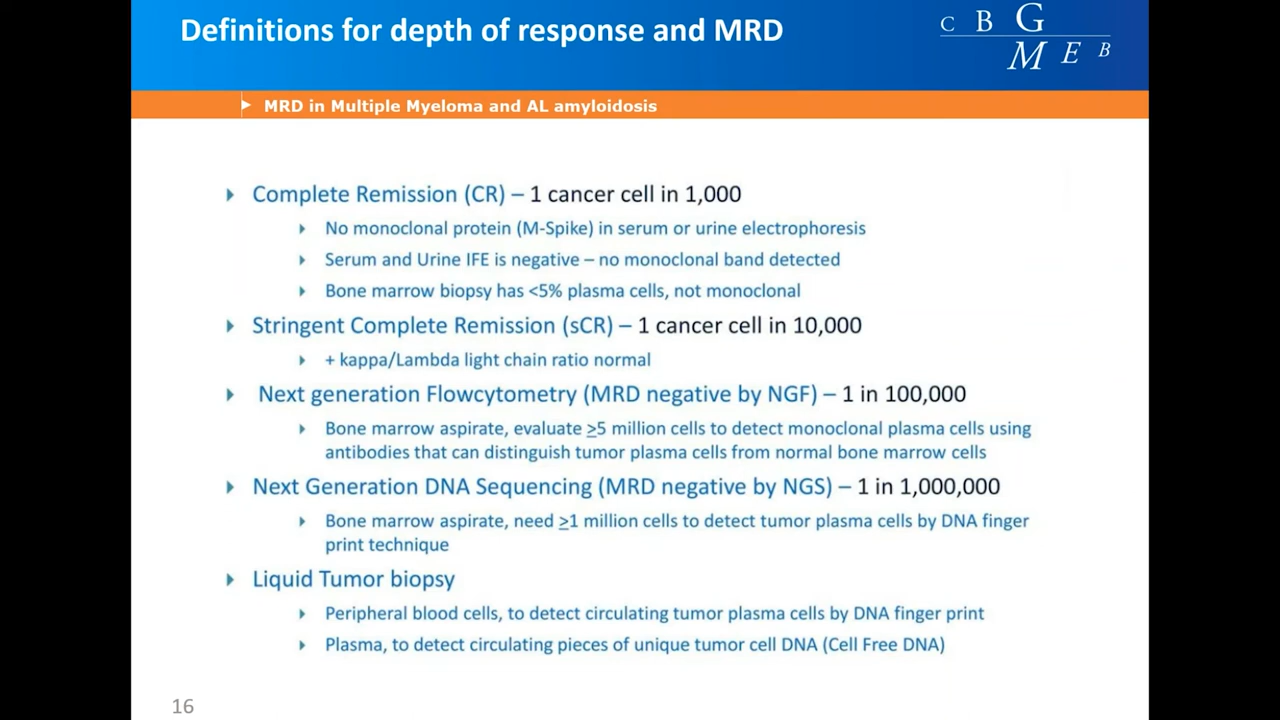 Definitions for depth of response and MRD
C B G
M E B
MRD in Multiple Myeloma and AL amyloidosis
Complete Remission (CR) – 1 cancer cell in 1,000
No monoclonal protein (M-Spike) in serum or urine electrophoresis
Serum and Urine IFE is negative – no monoclonal band detected
Bone marrow biopsy has <5% plasma cells, not monoclonal
Stringent Complete Remission (sCR) – 1 cancer cell in 10,000
+ kappa/Lambda light chain ratio normal
Next generation Flowcytometry (MRD negative by NGF) – 1 in 100,000
Bone marrow aspirate, evaluate ≥5 million cells to detect monoclonal plasma cells using
antibodies that can distinguish tumor plasma cells from normal bone marrow cells
Next Generation DNA Sequencing (MRD negative by NGS) – 1 in 1,000,000
Bone marrow aspirate, need ≥1 million cells to detect tumor plasma cells by DNA finger
print technique
Liquid Tumor biopsy
Peripheral blood cells, to detect circulating tumor plasma cells by DNA finger print
Plasma, to detect circulating pieces of unique tumor cell DNA (Cell Free DNA)
16